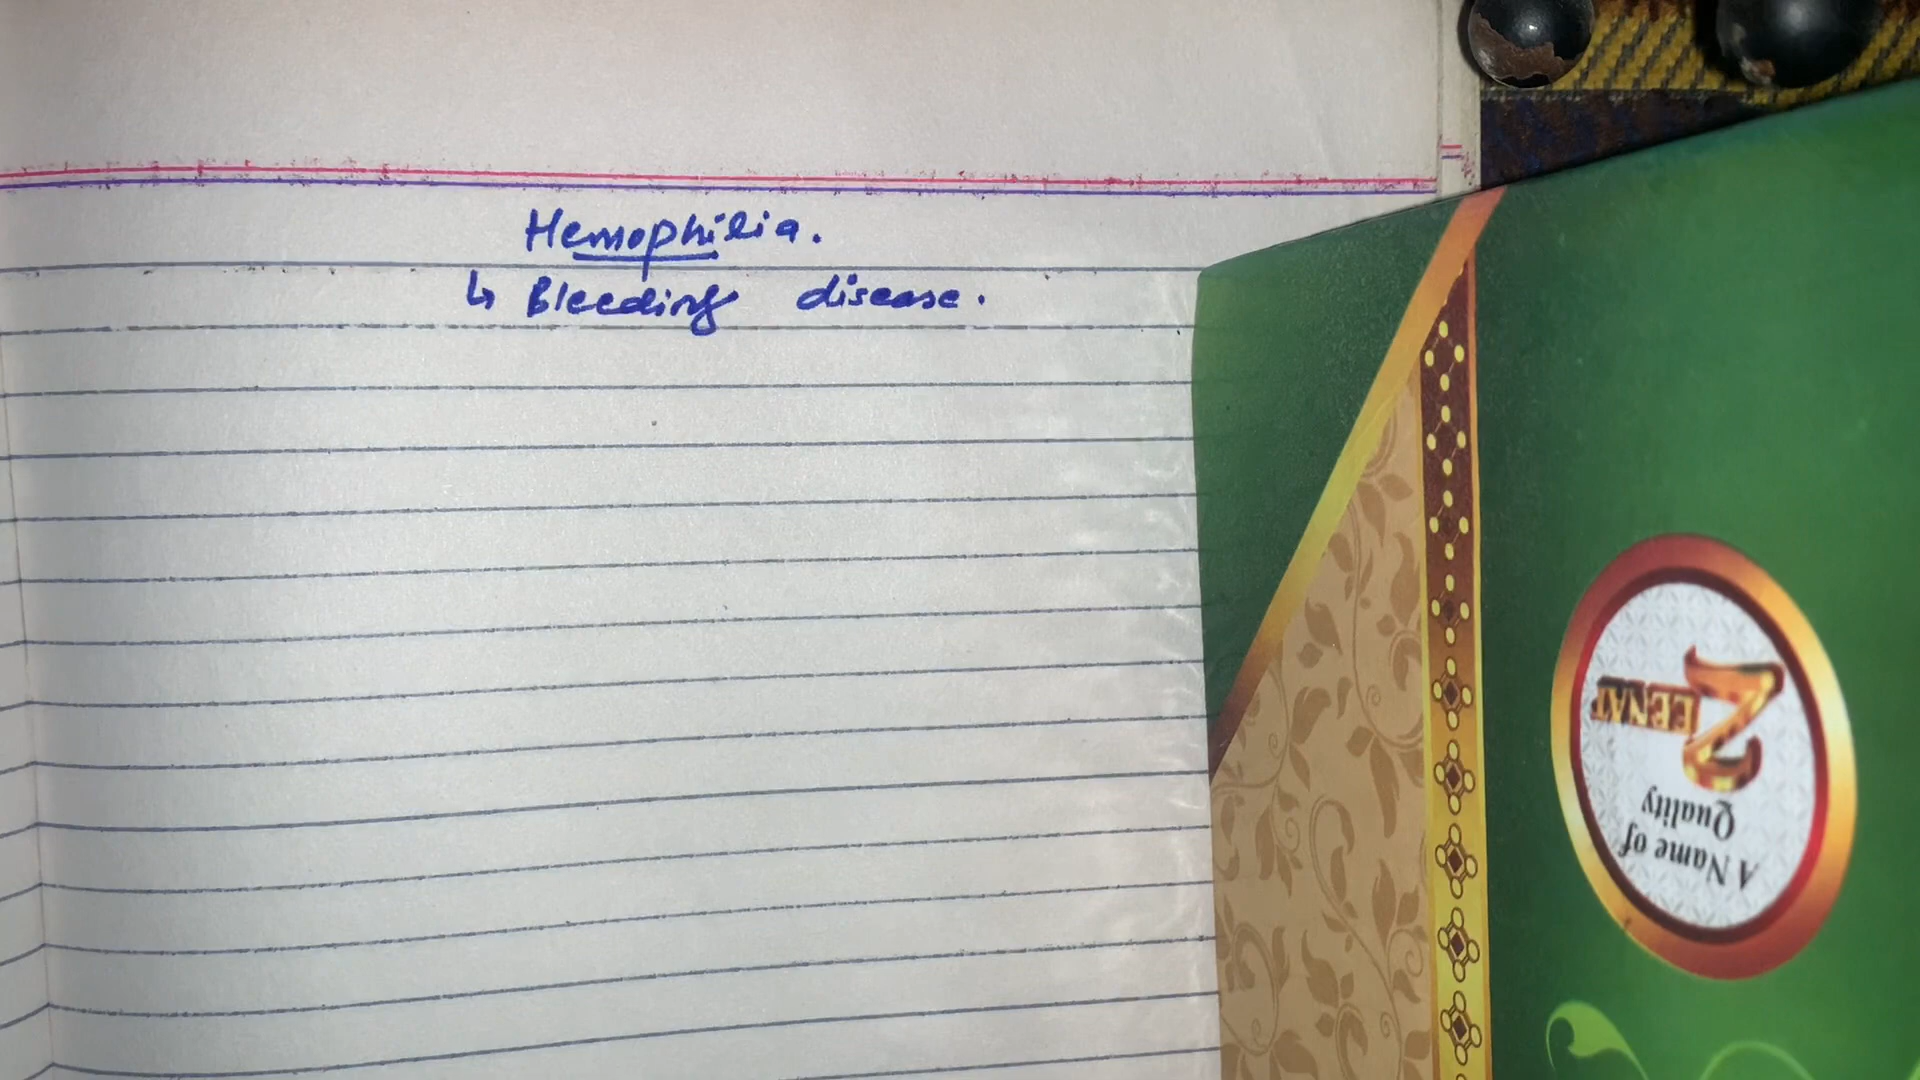 Hemophilia.
↳ Bleeding disease.
ZEENAT
A Name of
Quality